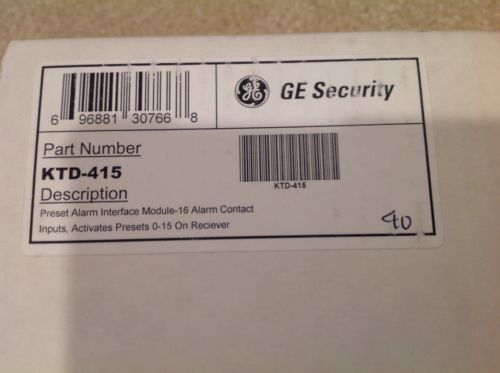 6 96881 30766 8
GE GE Security
Part Number
KTD-415
KTD-415
Description
Preset Alarm Interface Module-16 Alarm Contact
Inputs, Activates Presets 0-15 On Reciever
40